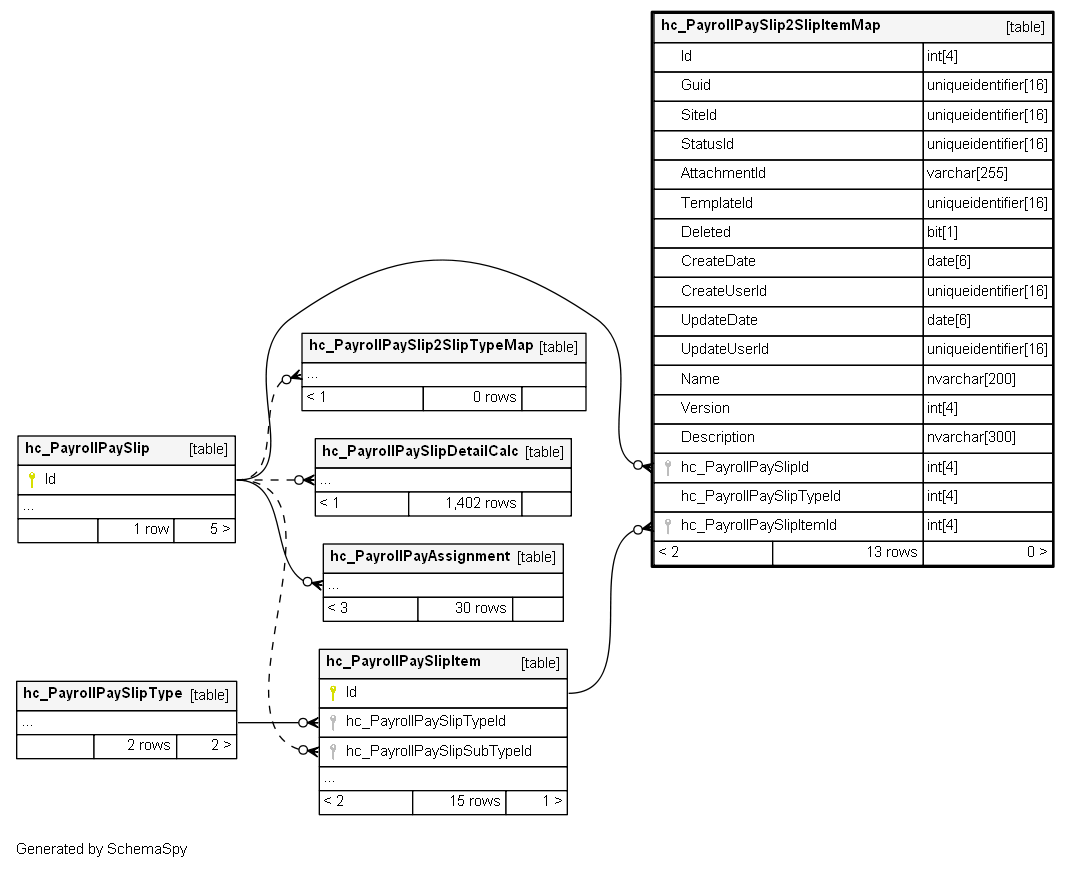 hc_PayrollPaySlip2SlipItemMap [table]
Id int[4]
Guid uniqueidentifier[16]
SiteId uniqueidentifier[16]
StatusId uniqueidentifier[16]
AttachmentId varchar[255]
TemplateId uniqueidentifier[16]
Deleted bit[1]
CreateDate date[6]
CreateUserId uniqueidentifier[16]
UpdateDate date[6]
UpdateUserId uniqueidentifier[16]
Name nvarchar[200]
Version int[4]
Description nvarchar[300]
hc_PayrollPaySlipId int[4]
hc_PayrollPaySlipTypeId int[4]
hc_PayrollPaySlipItemId int[4]
< 2 13 rows 0 >
hc_PayrollPaySlip2SlipTypeMap [table]
...
< 1 0 rows
hc_PayrollPaySlip [table]
Id
...
1 row 5 >
hc_PayrollPaySlipDetailCalc [table]
...
< 1 1,402 rows
hc_PayrollPayAssignment [table]
...
< 3 30 rows
hc_PayrollPaySlipItem [table]
Id
hc_PayrollPaySlipTypeId
hc_PayrollPaySlipSubTypeId
...
< 2 15 rows 1 >
hc_PayrollPaySlipType [table]
...
2 rows 2 >
Generated by SchemaSpy